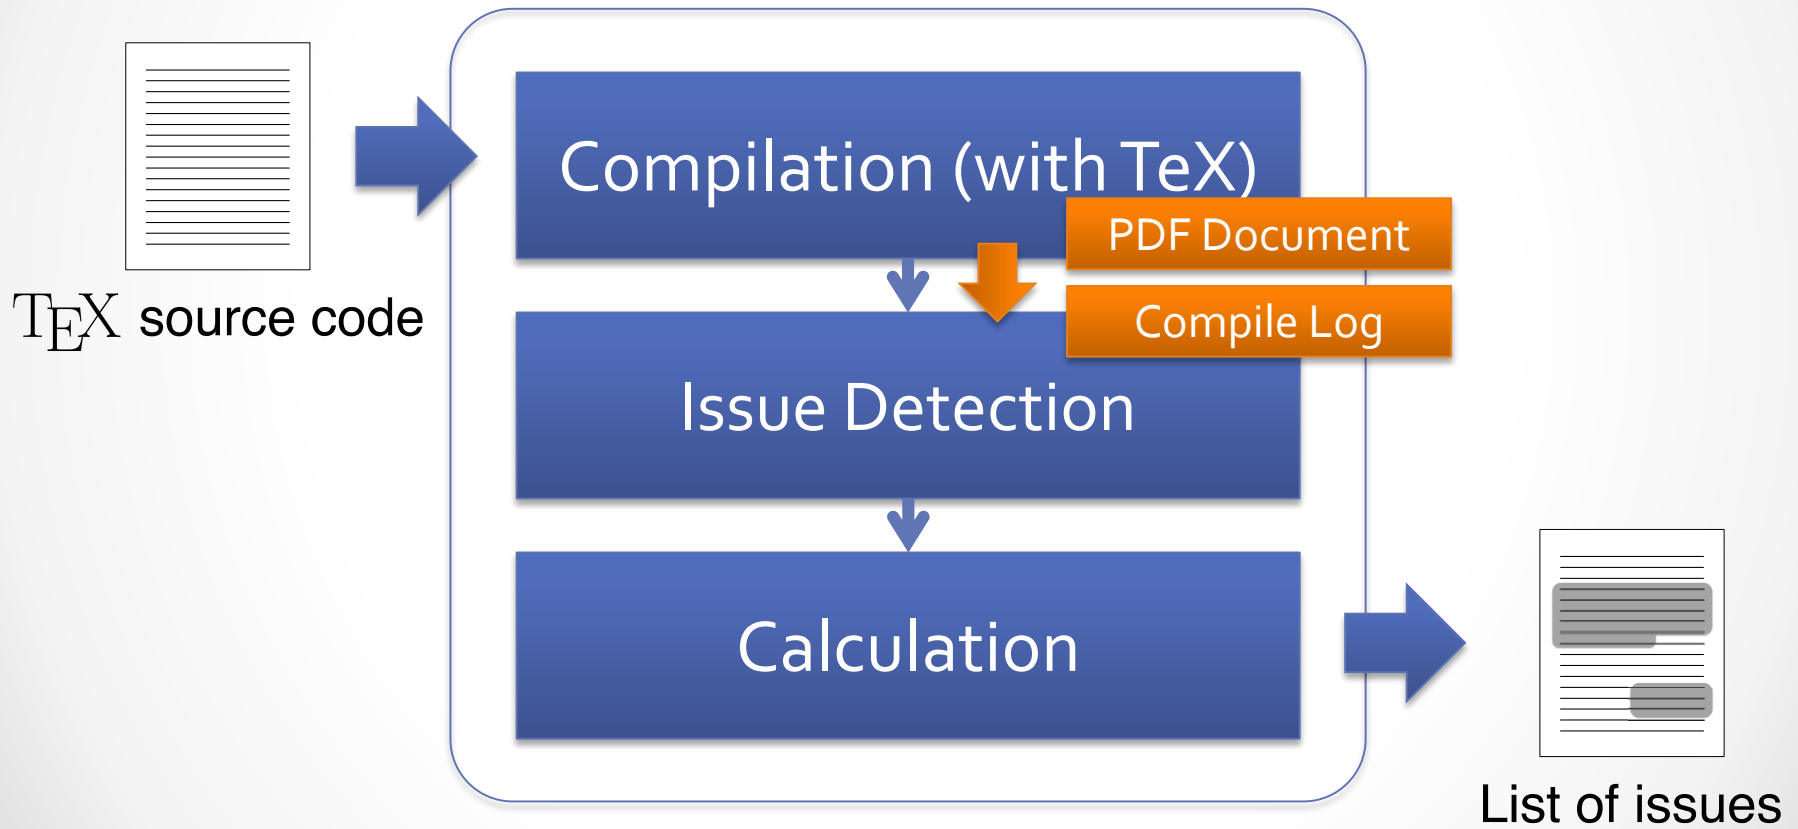 Compilation (with TeX)
PDF Document
TEX source code
Compile Log
Issue Detection
Calculation
List of issues